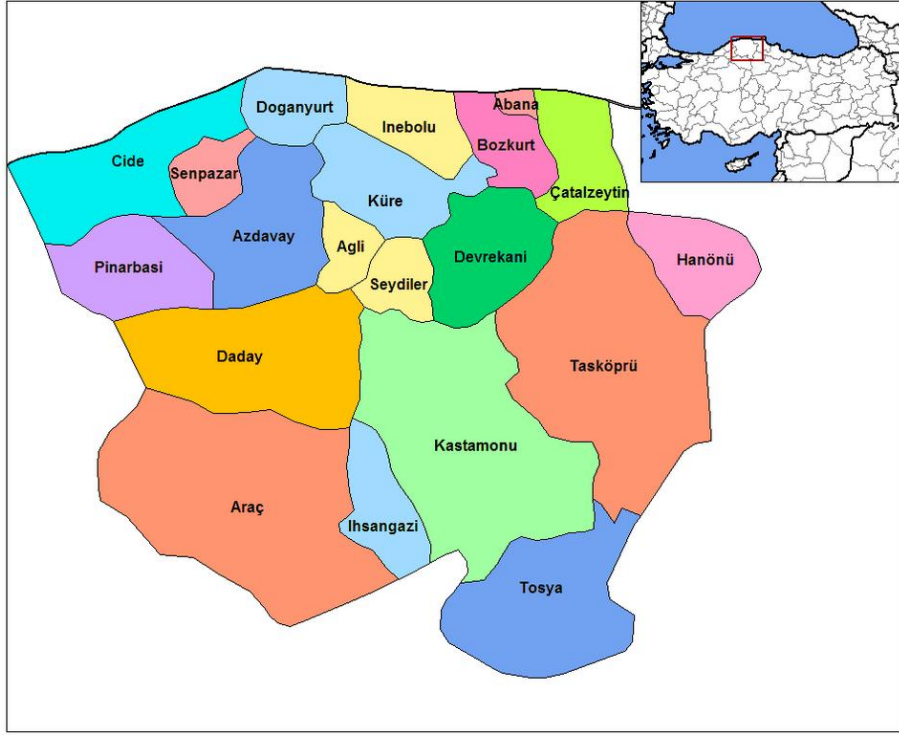 Doganyurt
Abana
Inebolu
Bozkurt
Cide
Senpazar
Küre
Çatalzeytin
Azdavay
Agli
Devrekani
Hanönü
Pinarbasi
Seydiler
Daday
Tasköprü
Kastamonu
Araç
Ihsangazi
Tosya